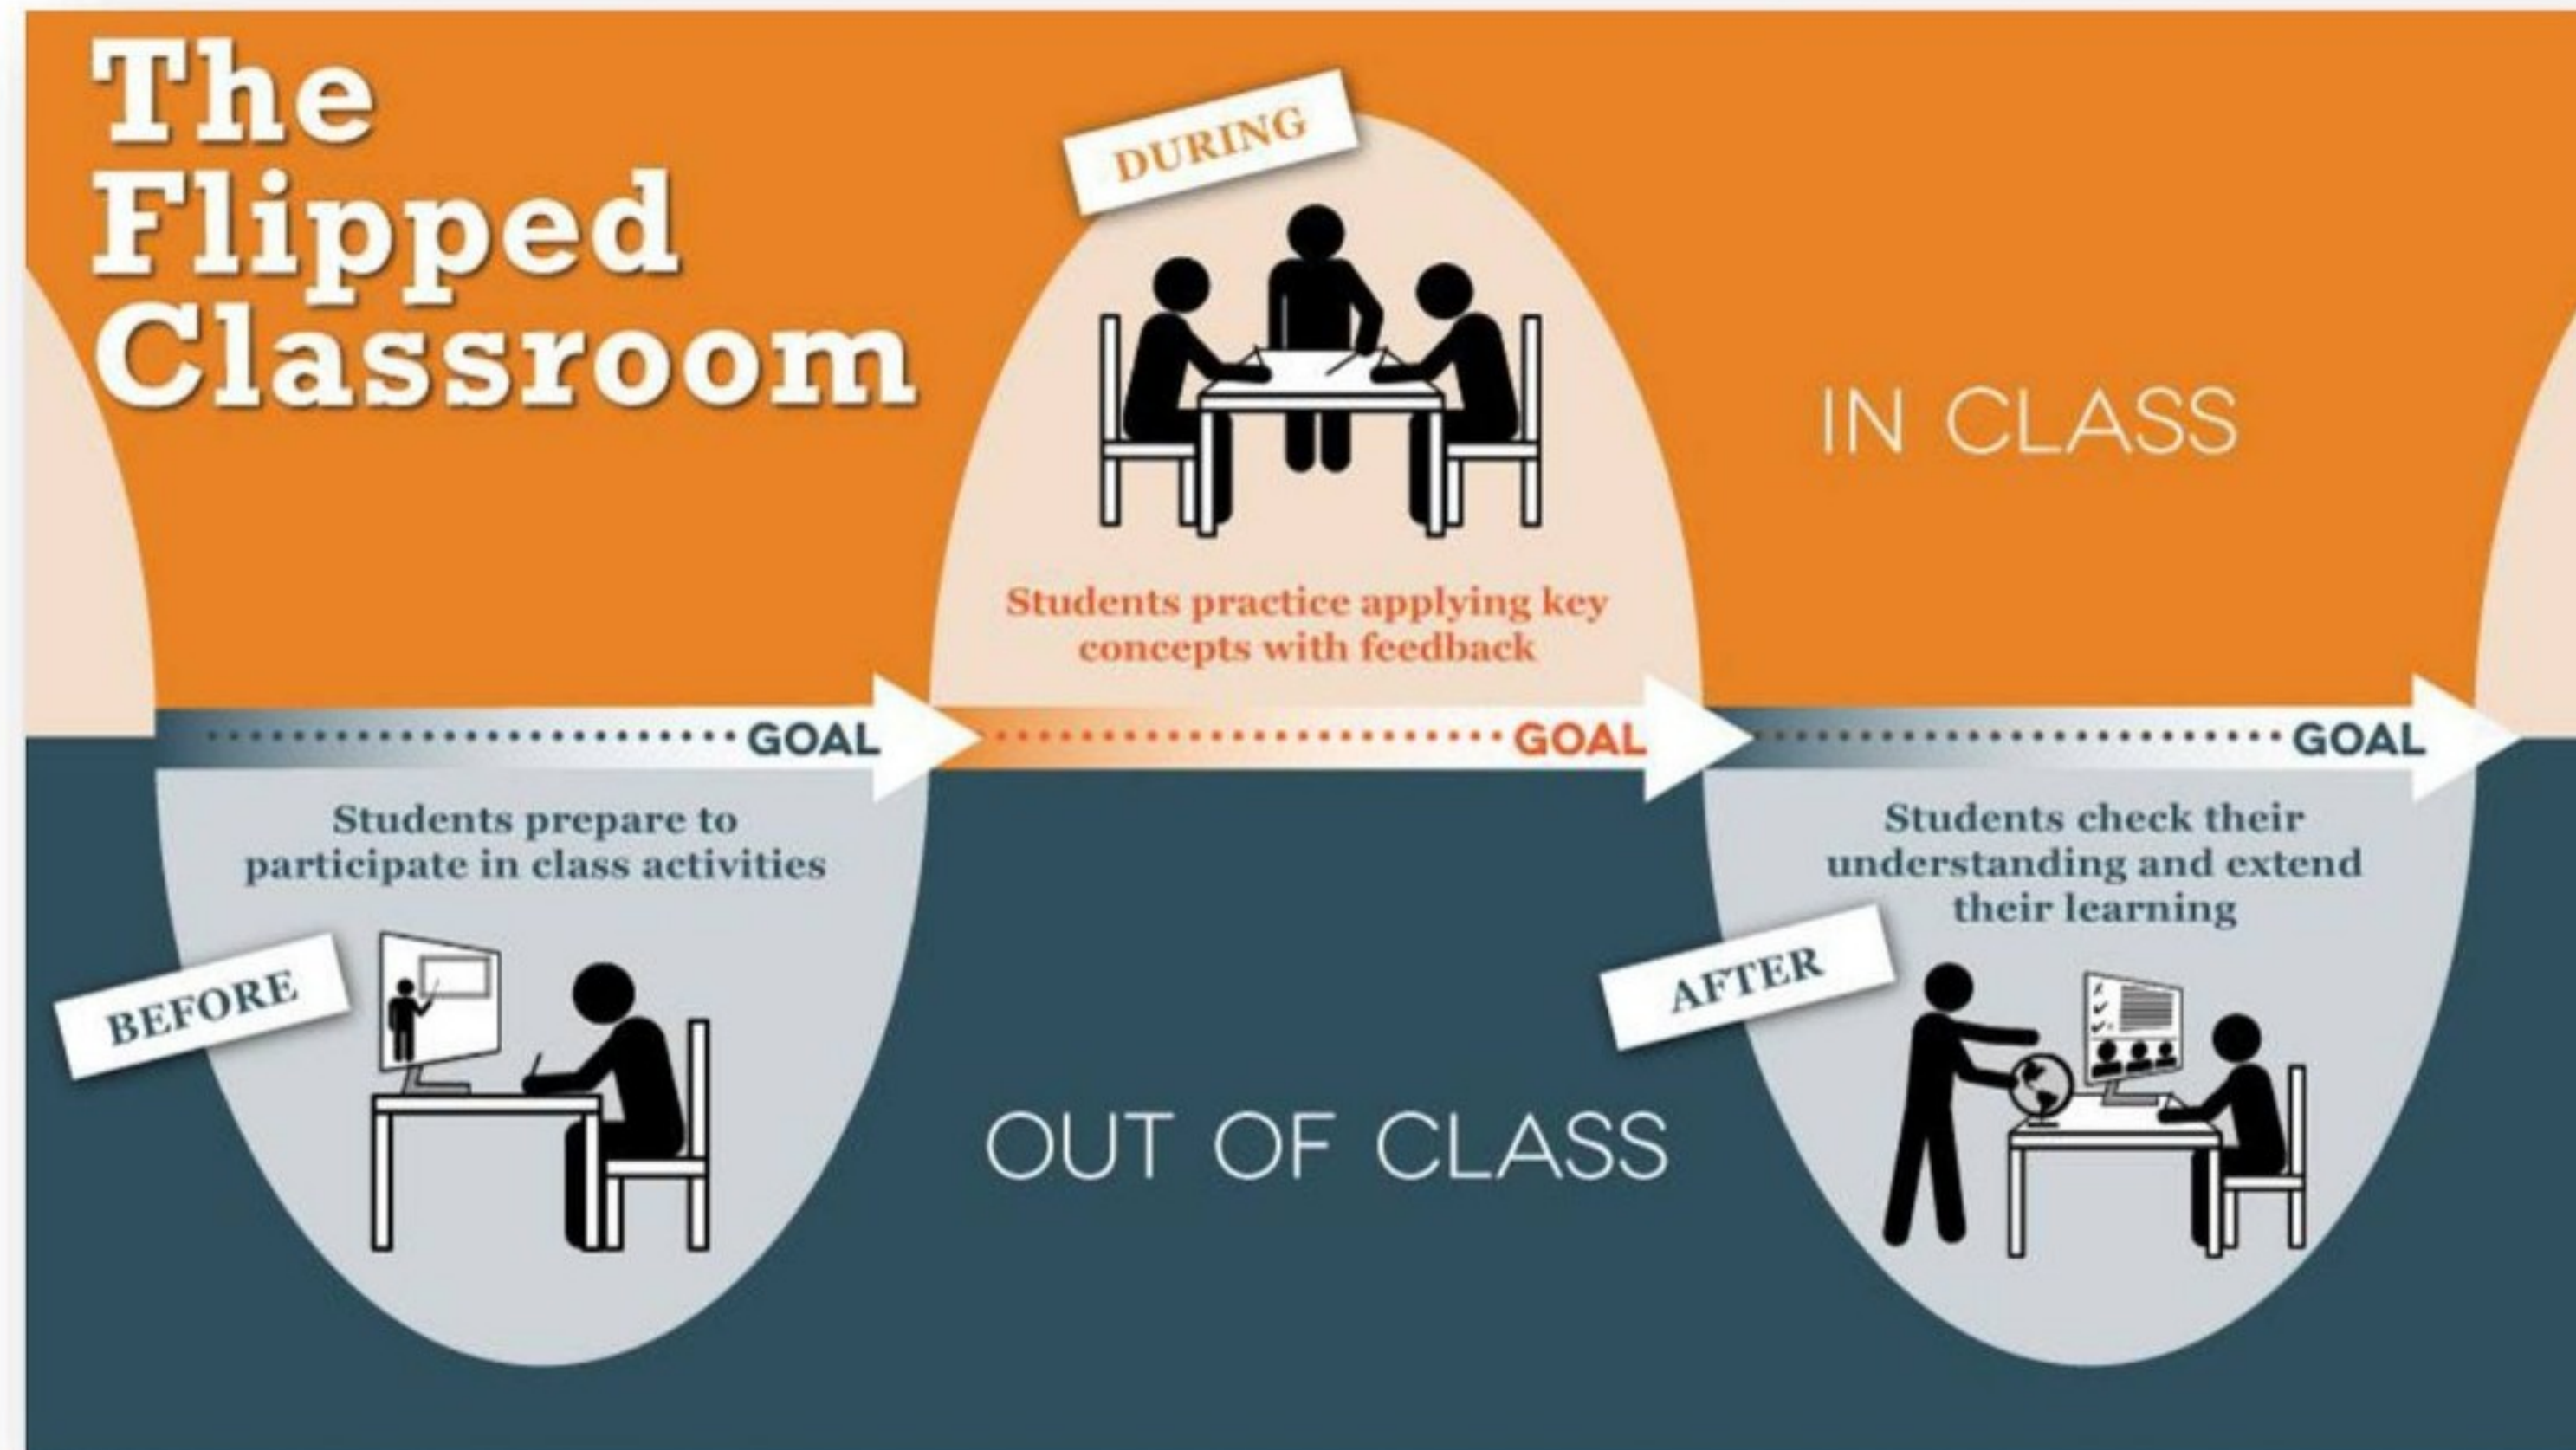 The
Flipped
Classroom
DURING
IN CLASS
Students practice applying key
concepts with feedback
GOAL
GOAL
GOAL
Students prepare to
participate in class activities
BEFORE
Students check their
understanding and extend
their learning
AFTER
OUT OF CLASS